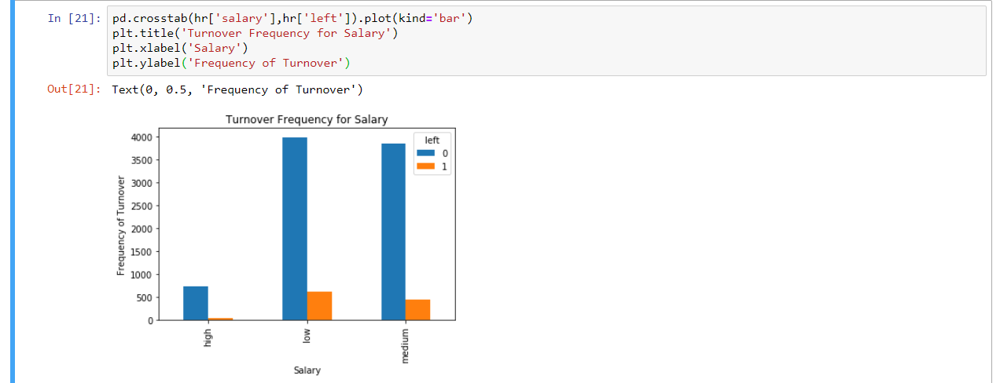 In [21]: pd.crosstab(hr['salary'],hr['left']).plot(kind='bar')
plt.title('Turnover Frequency for Salary')
plt.xlabel('Salary')
plt.ylabel('Frequency of Turnover')
Out[21]: Text(0, 0.5, 'Frequency of Turnover')
Turnover Frequency for Salary
left
0
1
4000
3500
3000
2500
2000
1500
1000
500
0
Frequency of Turnover
high
low
medium
Salary